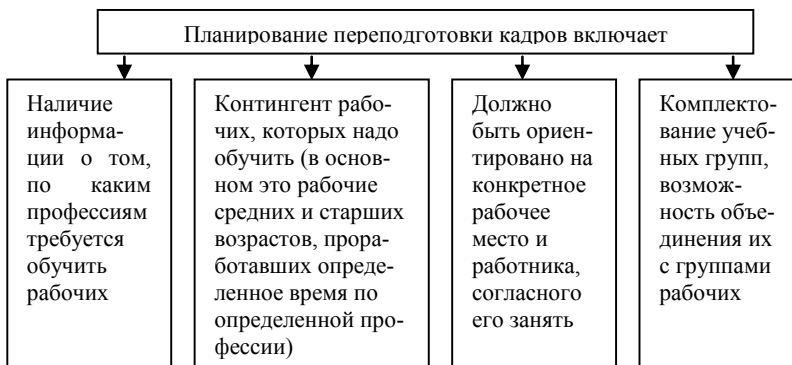 Планирование переподготовки кадров включает
Наличие
информа-
ции о том,
по каким
профессиям
требуется
обучить
рабочих
Контингент рабо-
чих, которых надо
обучить (в основ-
ном это рабочие
средних и старших
возрастов, прора-
ботавших опреде-
ленное время по
определенной про-
фессии)
Должно
быть ориен-
тировано на
конкретное
рабочее
место и
работника,
согласного
его занять
Комплекто-
вание учеб-
ных групп,
возмож-
ность объе-
динения их
с группами
рабочих